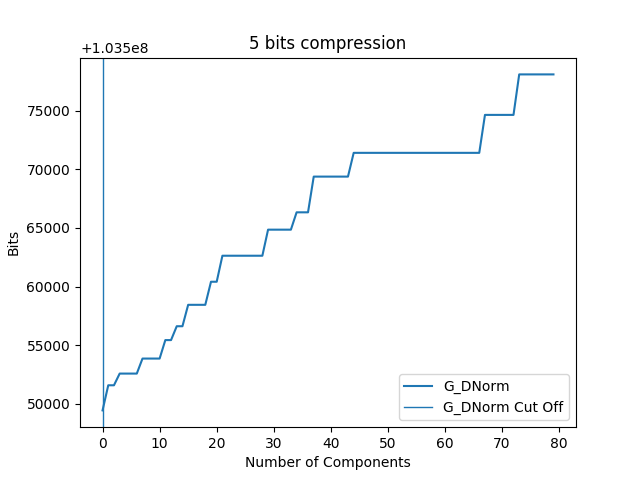 5 bits compression
+1.035e8
75000
70000
65000
60000
55000
50000
Bits
0 10 20 30 40 50 60 70 80
Number of Components
G_DNorm
G_DNorm Cut Off